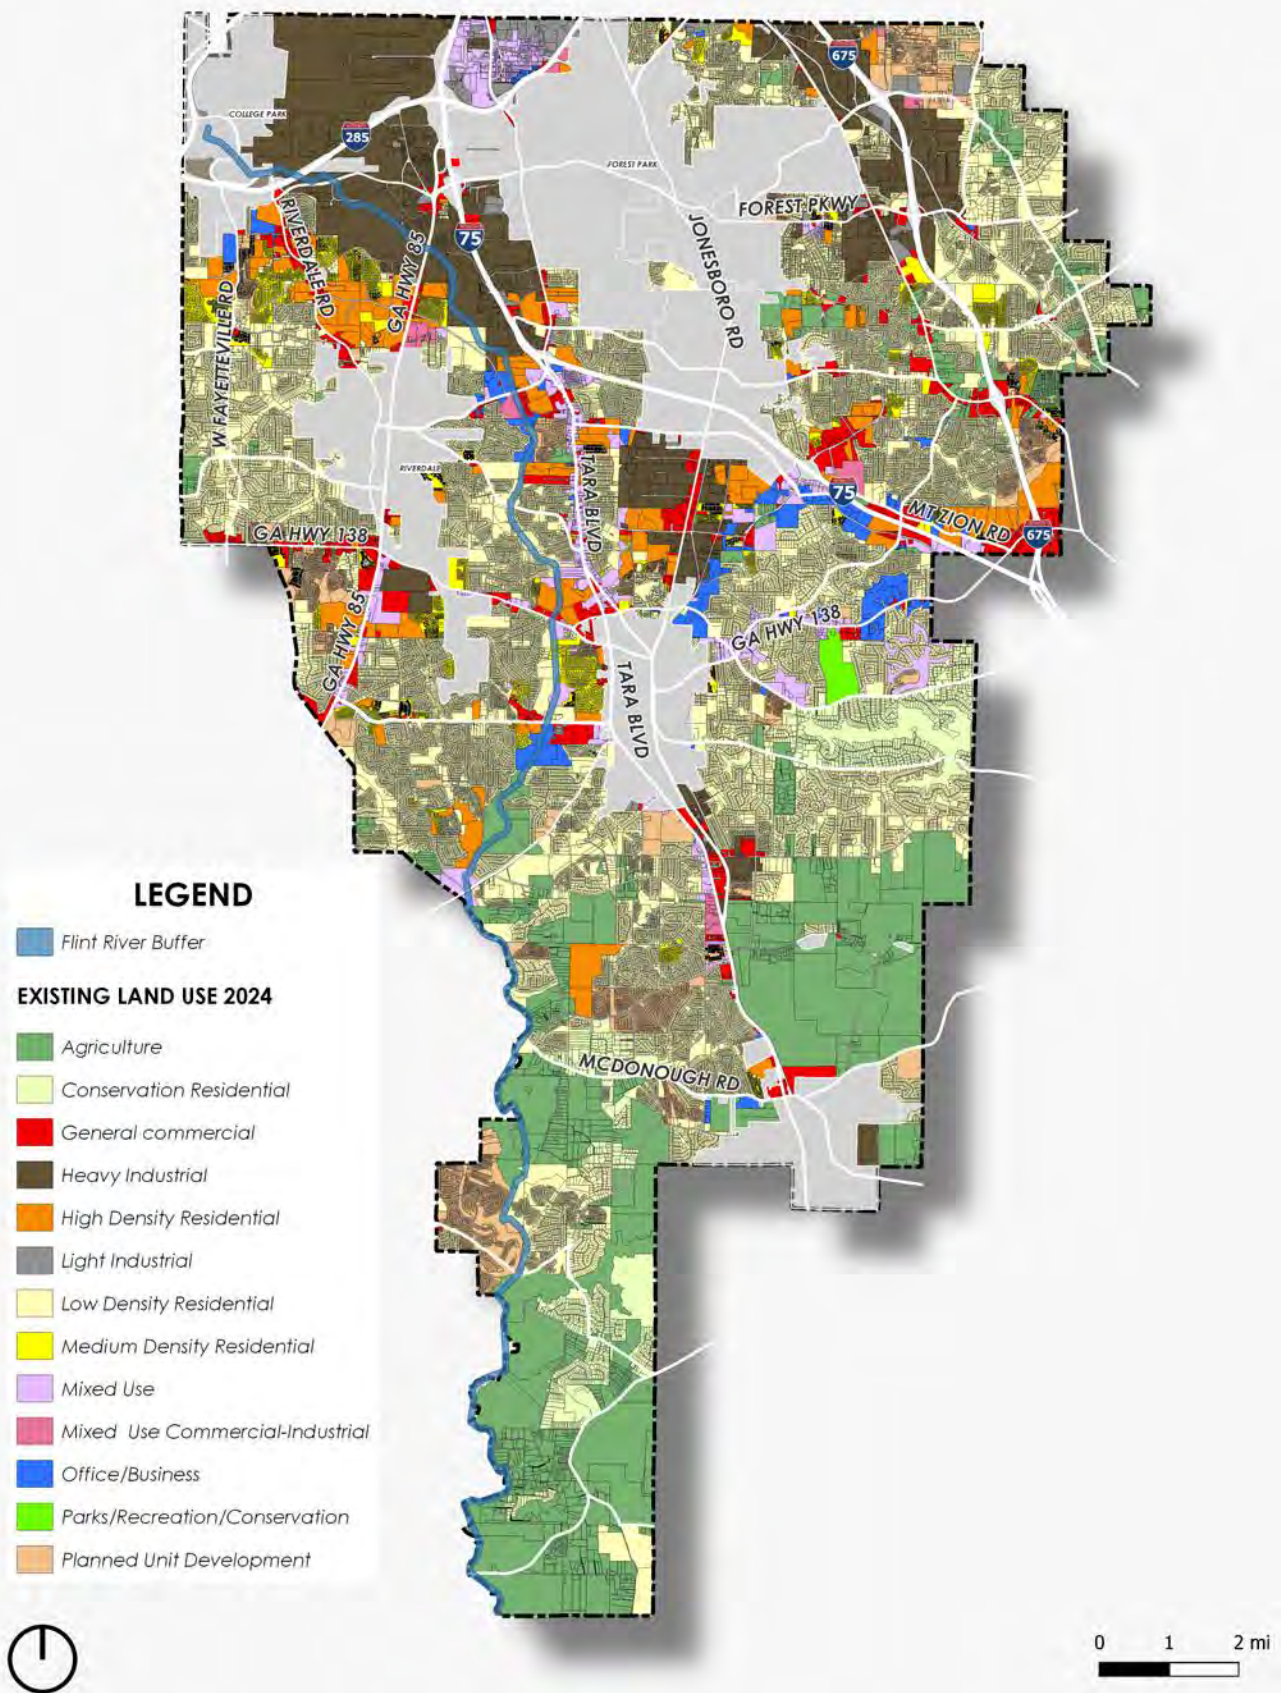 675
COLLEGE PARK
285
FOREST PARK
RIVERDALE RD
GA HWY 85
75
JONESBORO RD
FOREST PKWY
W FAYETTEVILLE RD
RIVERDALE
TARA BLVD
75
MT ZION RD
675
GA HWY 138
GA HWY 85
GA HWY 138
TARA BLVD
MCDONOUGH RD
LEGEND
Flint River Buffer
EXISTING LAND USE 2024
Agriculture
Conservation Residential
General commercial
Heavy Industrial
High Density Residential
Light Industrial
Low Density Residential
Medium Density Residential
Mixed Use
Mixed Use Commercial-Industrial
Office/Business
Parks/Recreation/Conservation
Planned Unit Development
0 1 2 mi